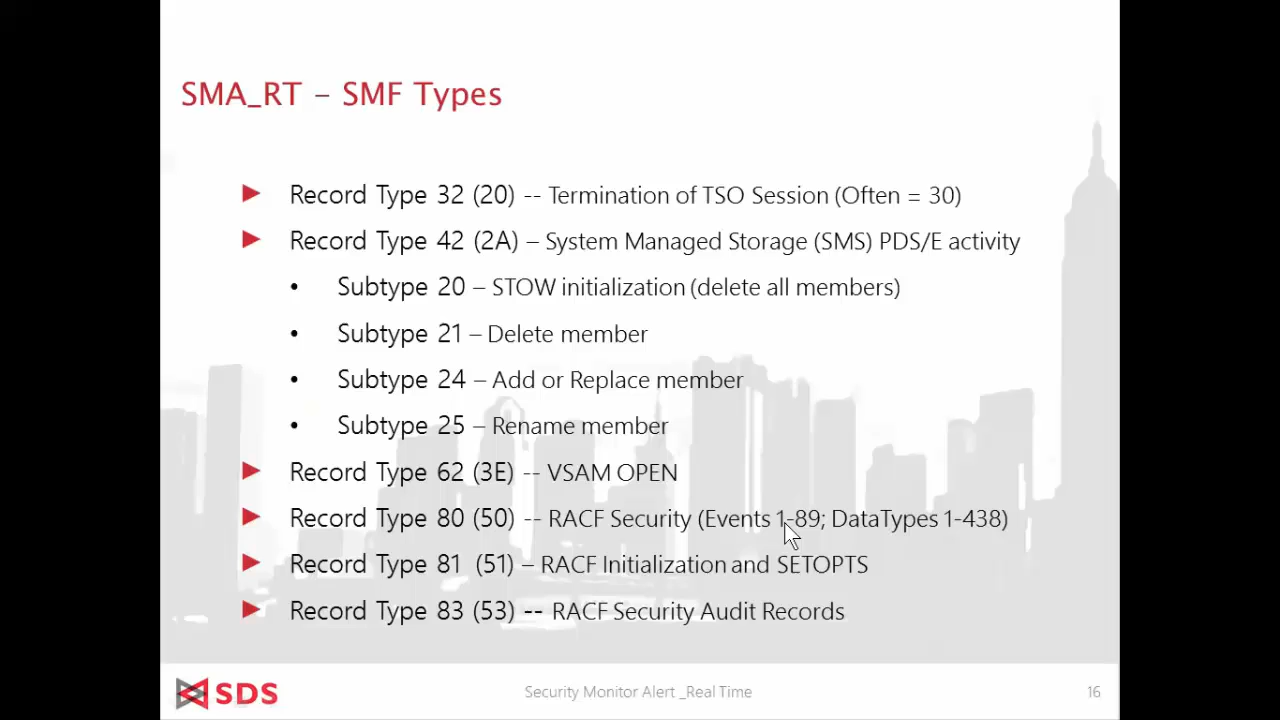 SMA_RT – SMF Types
► Record Type 32 (20) -- Termination of TSO Session (Often = 30)
► Record Type 42 (2A) – System Managed Storage (SMS) PDS/E activity
• Subtype 20 – STOW initialization (delete all members)
• Subtype 21 – Delete member
• Subtype 24 – Add or Replace member
• Subtype 25 – Rename member
► Record Type 62 (3E) -- VSAM OPEN
► Record Type 80 (50) -- RACF Security (Events 1-89; DataTypes 1-438)
► Record Type 81 (51) – RACF Initialization and SETOPTS
► Record Type 83 (53) -- RACF Security Audit Records
SDS
Security Monitor Alert _Real Time
16